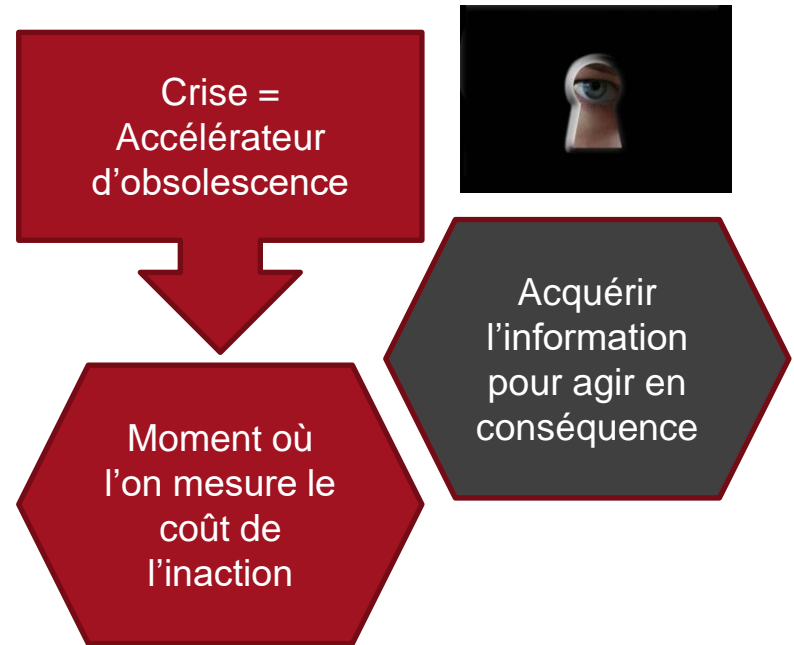 Crise =
Accélérateur
d'obsolescence
Acquérir
l’information
pour agir en
conséquence
Moment où
l’on mesure le
coût de
l’inaction